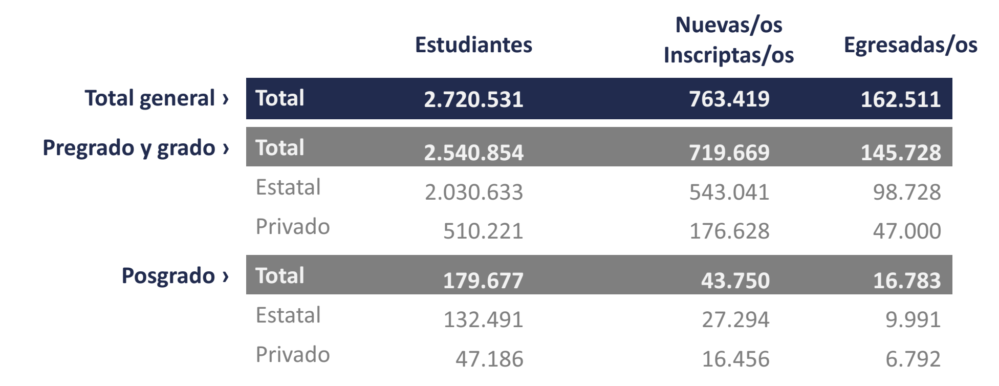 Estudiantes
Nuevas/os
Inscriptas/os
Egresadas/os
Total general › Total 2.720.531 763.419 162.511
Pregrado y grado › Total 2.540.854 719.669 145.728
Estatal 2.030.633 543.041 98.728
Privado 510.221 176.628 47.000
Posgrado › Total 179.677 43.750 16.783
Estatal 132.491 27.294 9.991
Privado 47.186 16.456 6.792